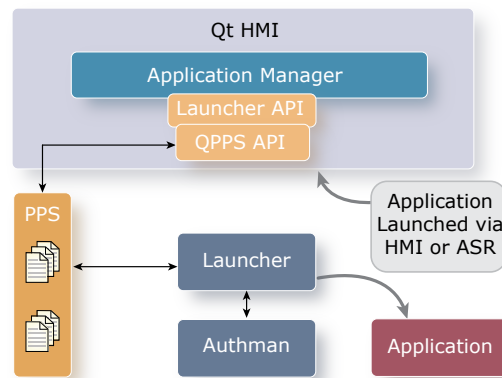 Qt HMI
Application Manager
Launcher API
QPPS API
PPS
Application
Launched via
HMI or ASR
Launcher
Authman
Application